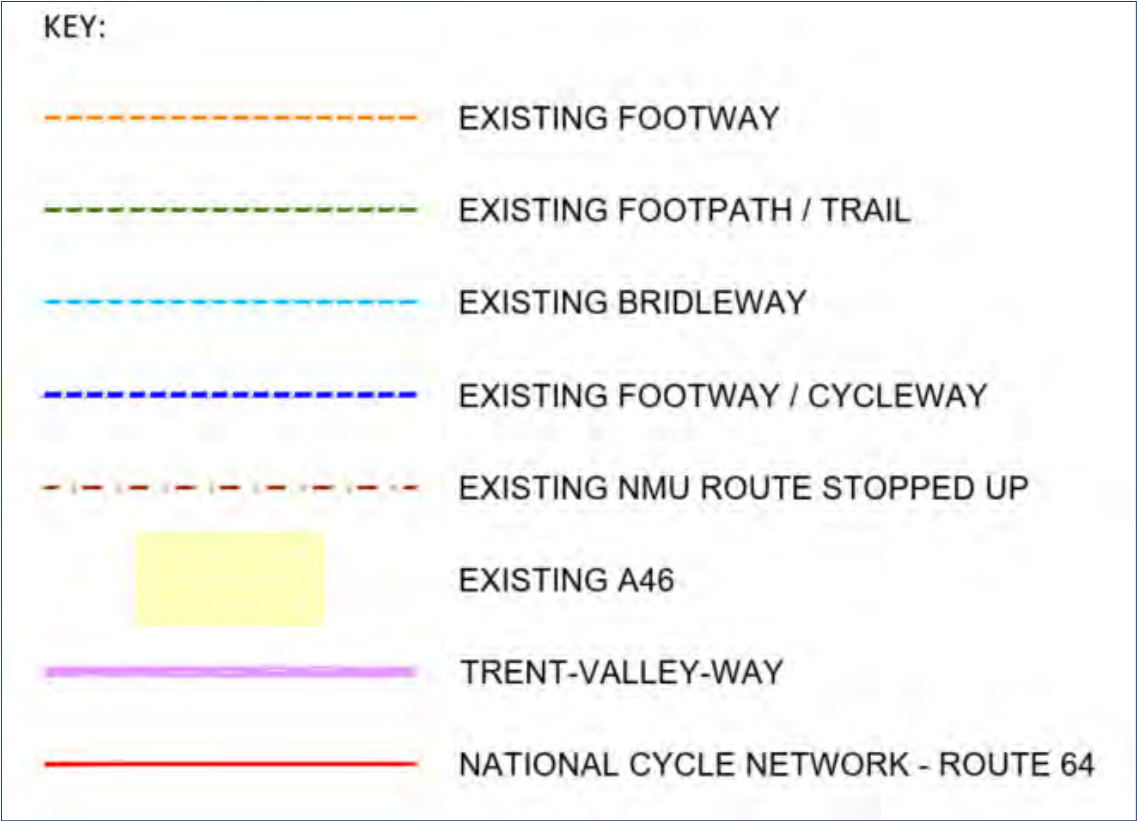 KEY:
EXISTING FOOTWAY
EXISTING FOOTPATH / TRAIL
EXISTING BRIDLEWAY
EXISTING FOOTWAY / CYCLEWAY
EXISTING NMU ROUTE STOPPED UP
EXISTING A46
TRENT-VALLEY-WAY
NATIONAL CYCLE NETWORK - ROUTE 64